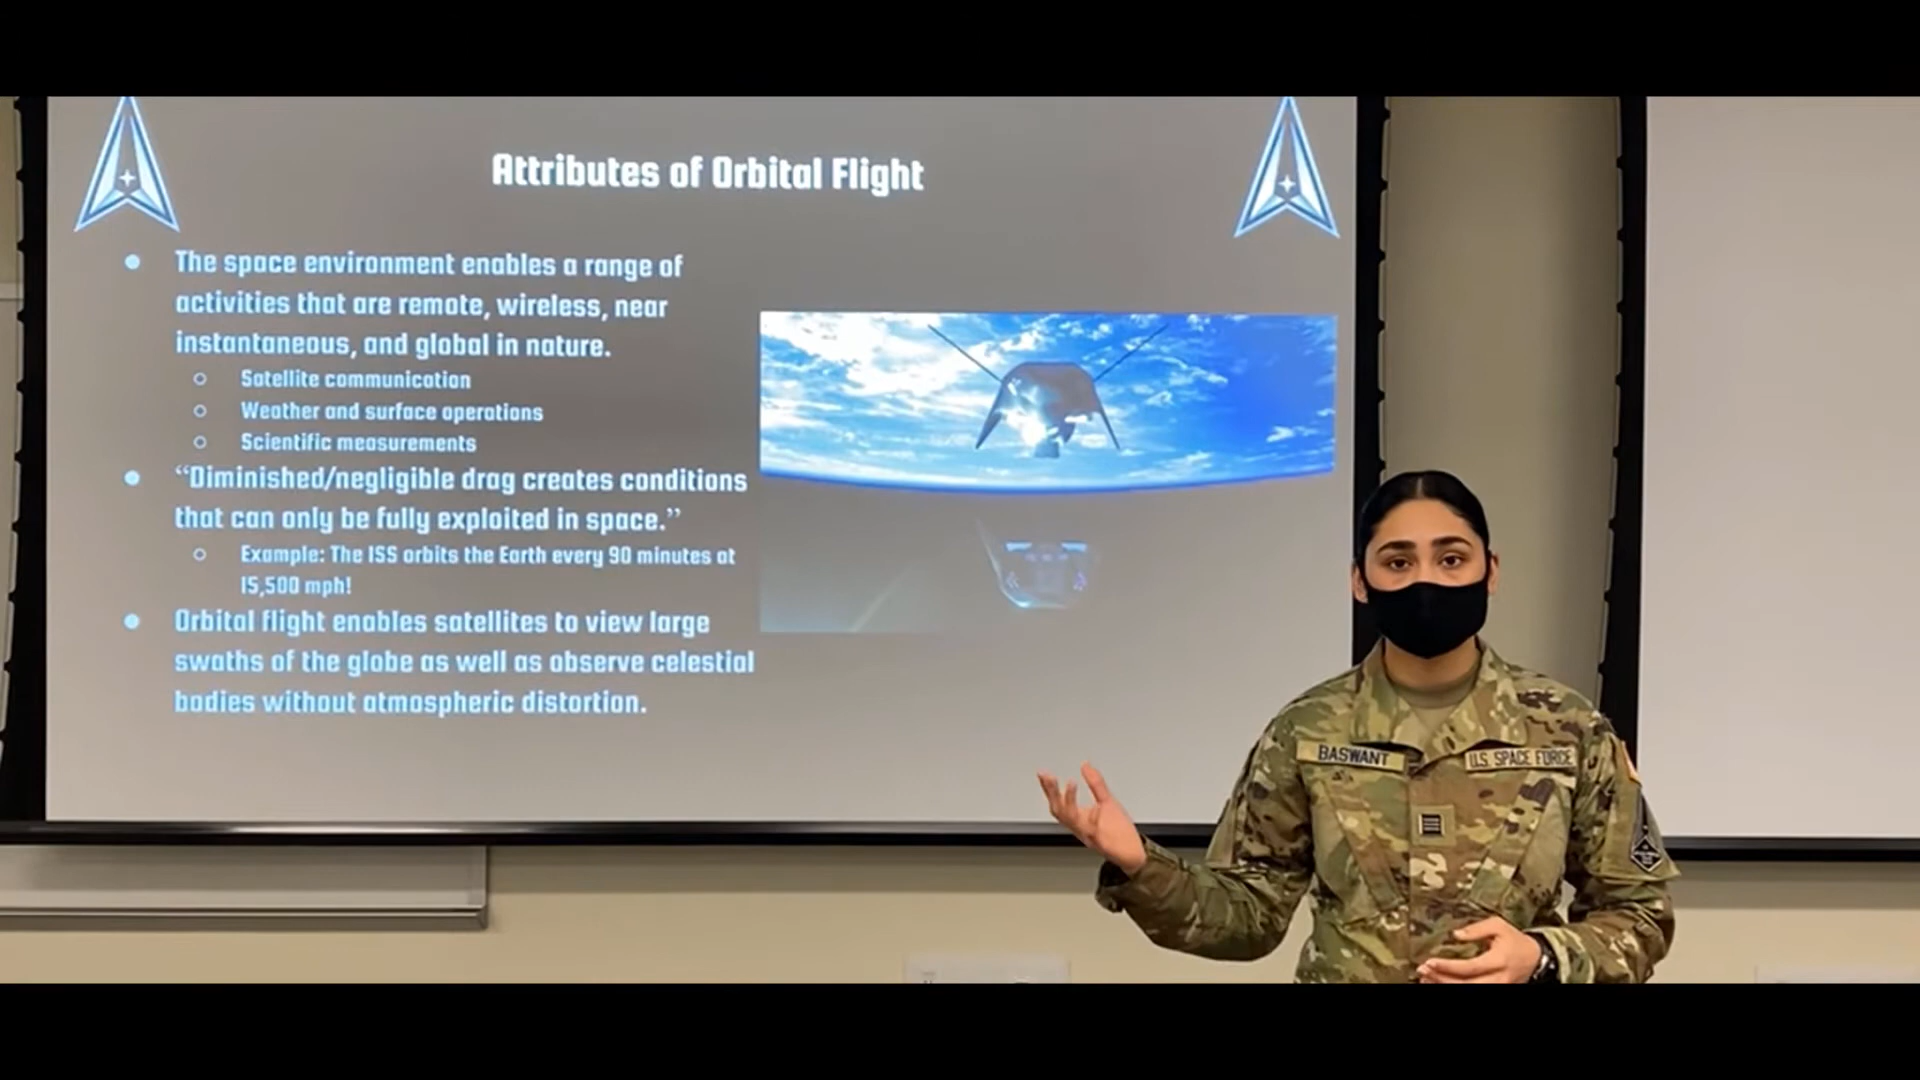 Attributes of Orbital Flight
The space environment enables a range of
activities that are remote, wireless, near
instantaneous, and global in nature.
Satellite communication
Weather and surface operations
Scientific measurements
“Diminished/negligible drag creates conditions
that can only be fully exploited in space.”
Example: The ISS orbits the Earth every 90 minutes at
15,500 mph!
Orbital flight enables satellites to view large
swaths of the globe as well as observe celestial
bodies without atmospheric distortion.
BASWANT
U.S. SPACE FORCE